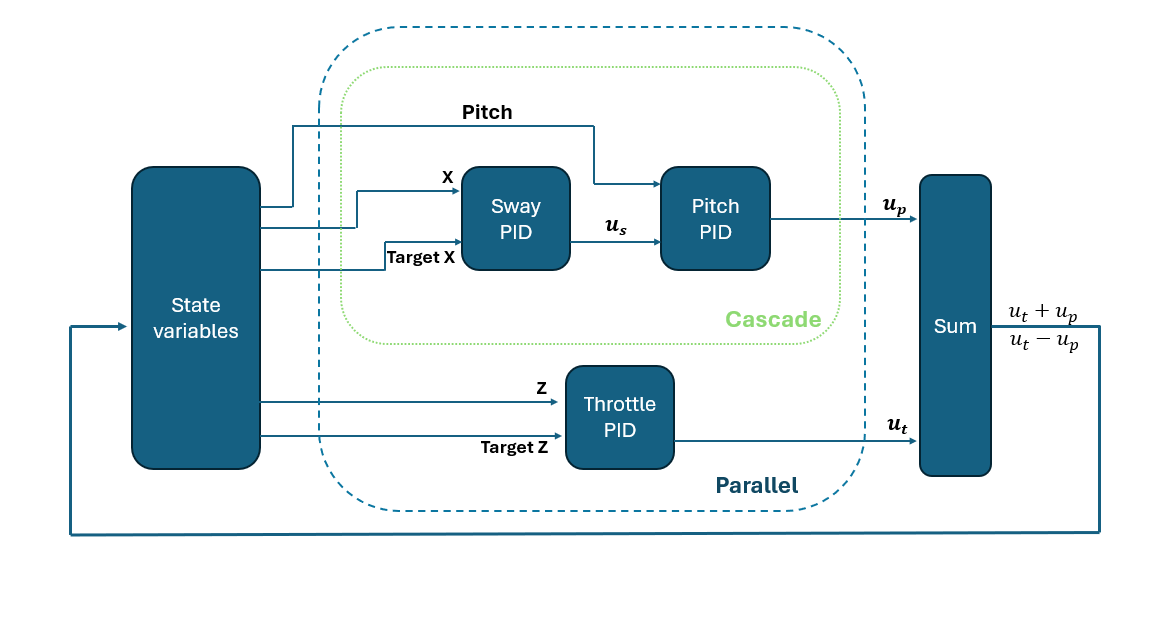 Pitch
X
Sway
PID
Target X
u_s
Pitch
PID
u_p
State
variables
Cascade
Sum
u_t + u_p
u_t − u_p
Z
Target Z
Throttle
PID
u_t
Parallel